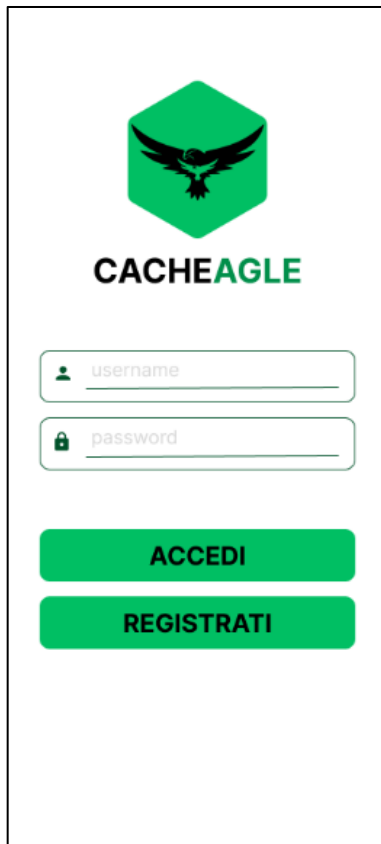 CACHEAGLE
username
password
ACCEDI
REGISTRATI